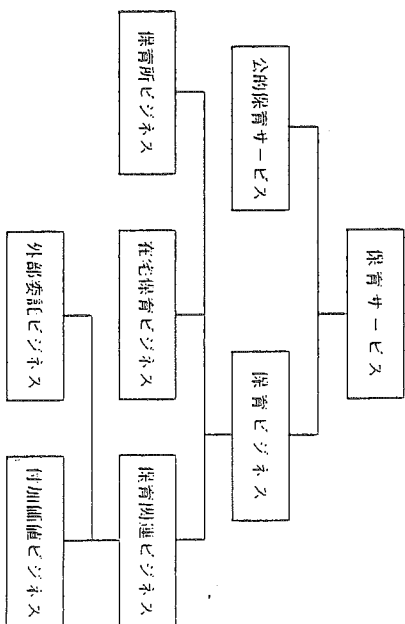 保育サービス
公的保育サービス
保育ビジネス
保育所ビジネス
在宅保育ビジネス
保育関連ビジネス
外部委託ビジネス
付加価値ビジネス